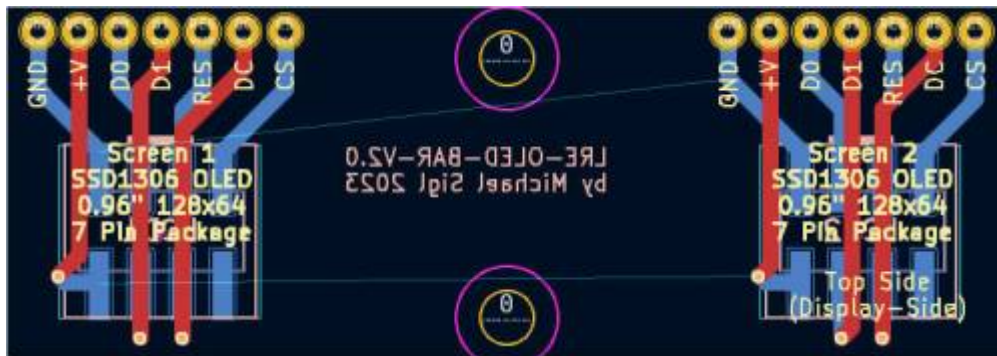 GND
+V
D0
D1
RES
DC
CS
GND
+V
D0
D1
RES
DC
CS
0
LRE-OLED-BAR-V2.0
by Michael Sigl 2023
Screen 1
SSD1306 OLED
0.96" 128x64
7 Pin Package
Screen 2
SSD1306 OLED
0.96" 128x64
7 Pin Package
Top Side
(Display-Side)
0